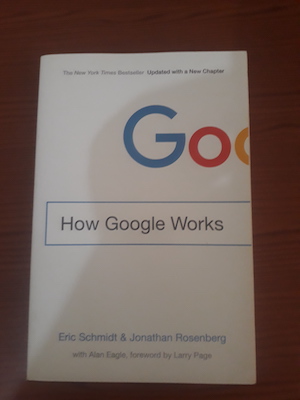 The New York Times Bestseller Updated with a New Chapter
Goo
How Google Works
Eric Schmidt & Jonathan Rosenberg
with Alan Eagle, foreword by Larry Page